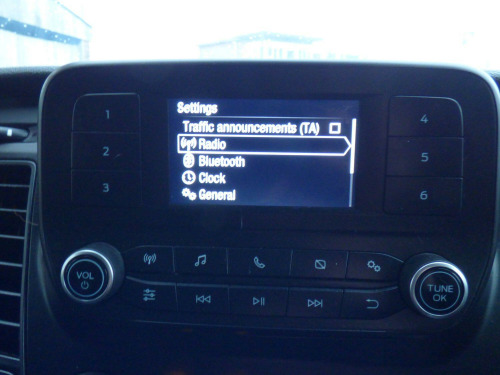 Settings
Traffic announcements (TA)
Radio
Bluetooth
Clock
General
1
2
3
4
5
6
VOL
TUNE
OK